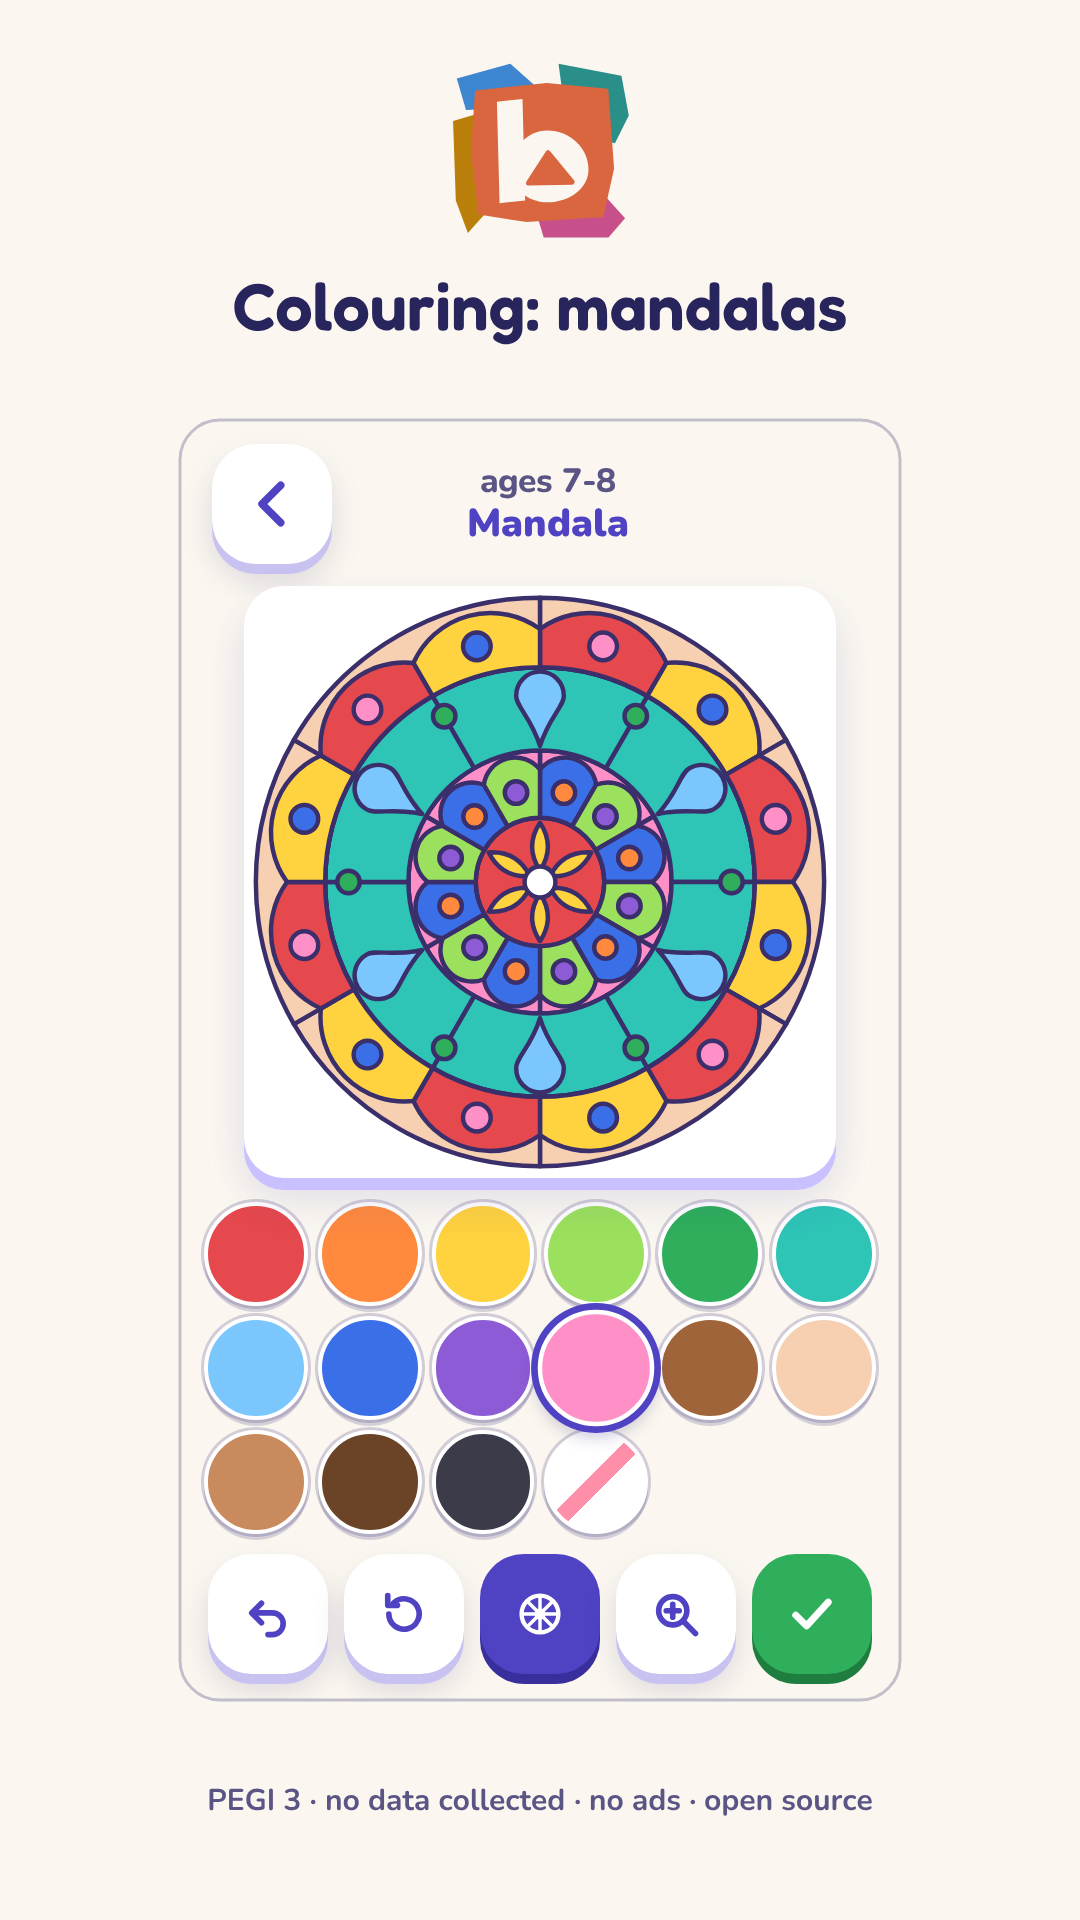 b
Colouring: mandalas
ages 7-8
Mandala
PEGI 3 · no data collected · no ads · open source